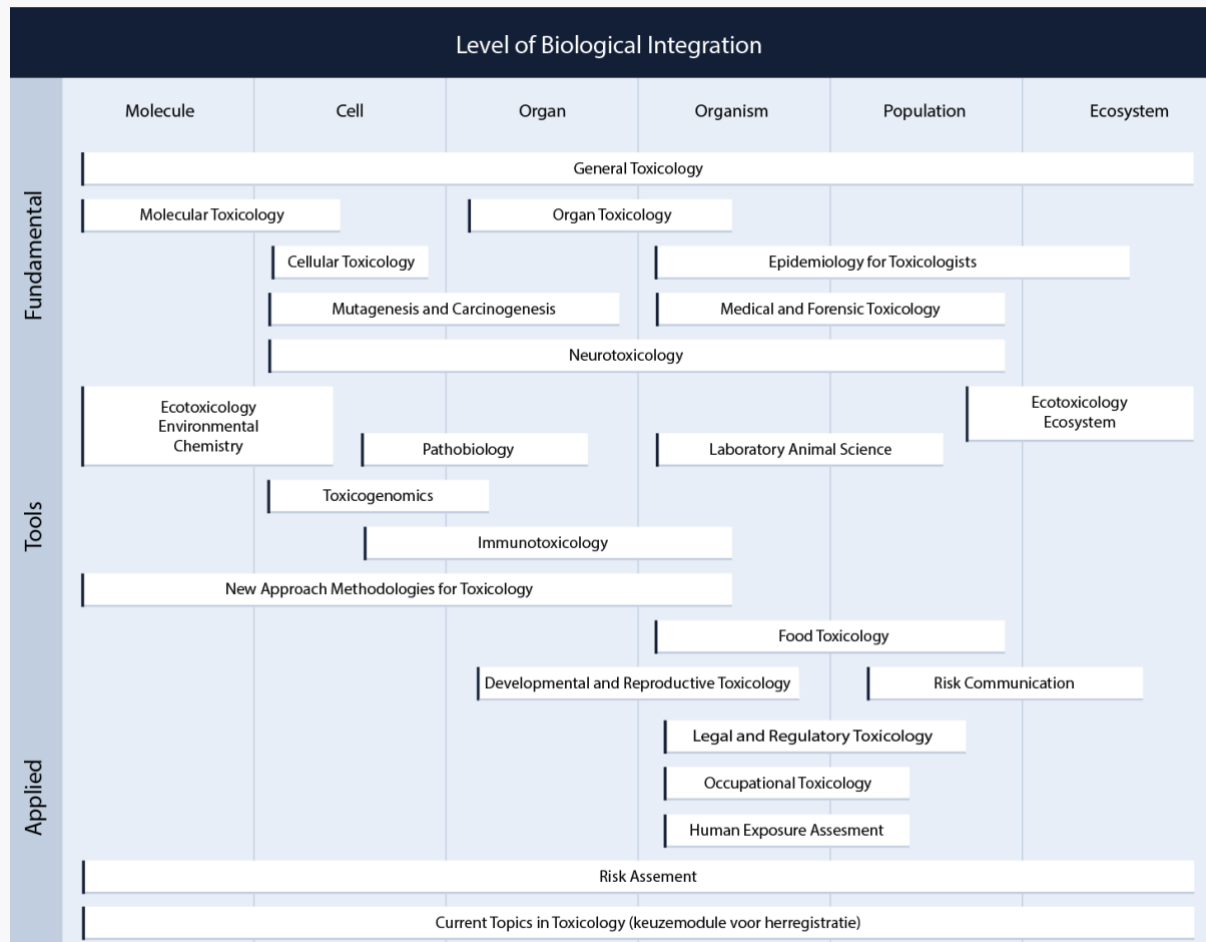 Level of Biological Integration
Molecule
Cell
Organ
Organism
Population
Ecosystem
Fundamental
General Toxicology
Molecular Toxicology
Organ Toxicology
Cellular Toxicology
Epidemiology for Toxicologists
Mutagenesis and Carcinogenesis
Medical and Forensic Toxicology
Neurotoxicology
Ecotoxicology
Environmental
Chemistry
Ecotoxicology
Ecosystem
Tools
Pathobiology
Laboratory Animal Science
Toxicogenomics
Immunotoxicology
New Approach Methodologies for Toxicology
Food Toxicology
Developmental and Reproductive Toxicology
Risk Communication
Applied
Legal and Regulatory Toxicology
Occupational Toxicology
Human Exposure Assesment
Risk Assement
Current Topics in Toxicology (keuzemodule voor herregistratie)